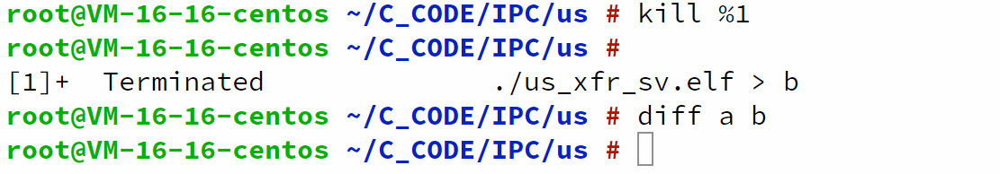 root@VM-16-16-centos ~/C_CODE/IPC/us # kill %1
root@VM-16-16-centos ~/C_CODE/IPC/us #
[1]+  Terminated              ./us_xfr_sv.elf > b
root@VM-16-16-centos ~/C_CODE/IPC/us # diff a b
root@VM-16-16-centos ~/C_CODE/IPC/us #